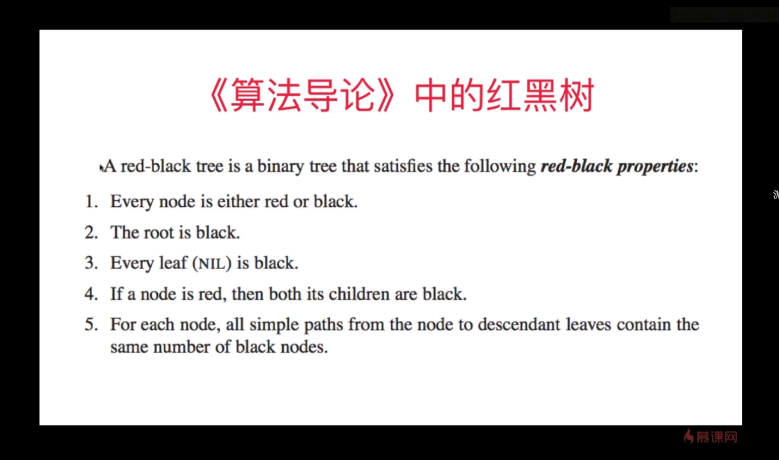 《算法导论》中的红黑树
A red-black tree is a binary tree that satisfies the following red-black properties:
1. Every node is either red or black.
2. The root is black.
3. Every leaf (NIL) is black.
4. If a node is red, then both its children are black.
5. For each node, all simple paths from the node to descendant leaves contain the
same number of black nodes.
慕课网